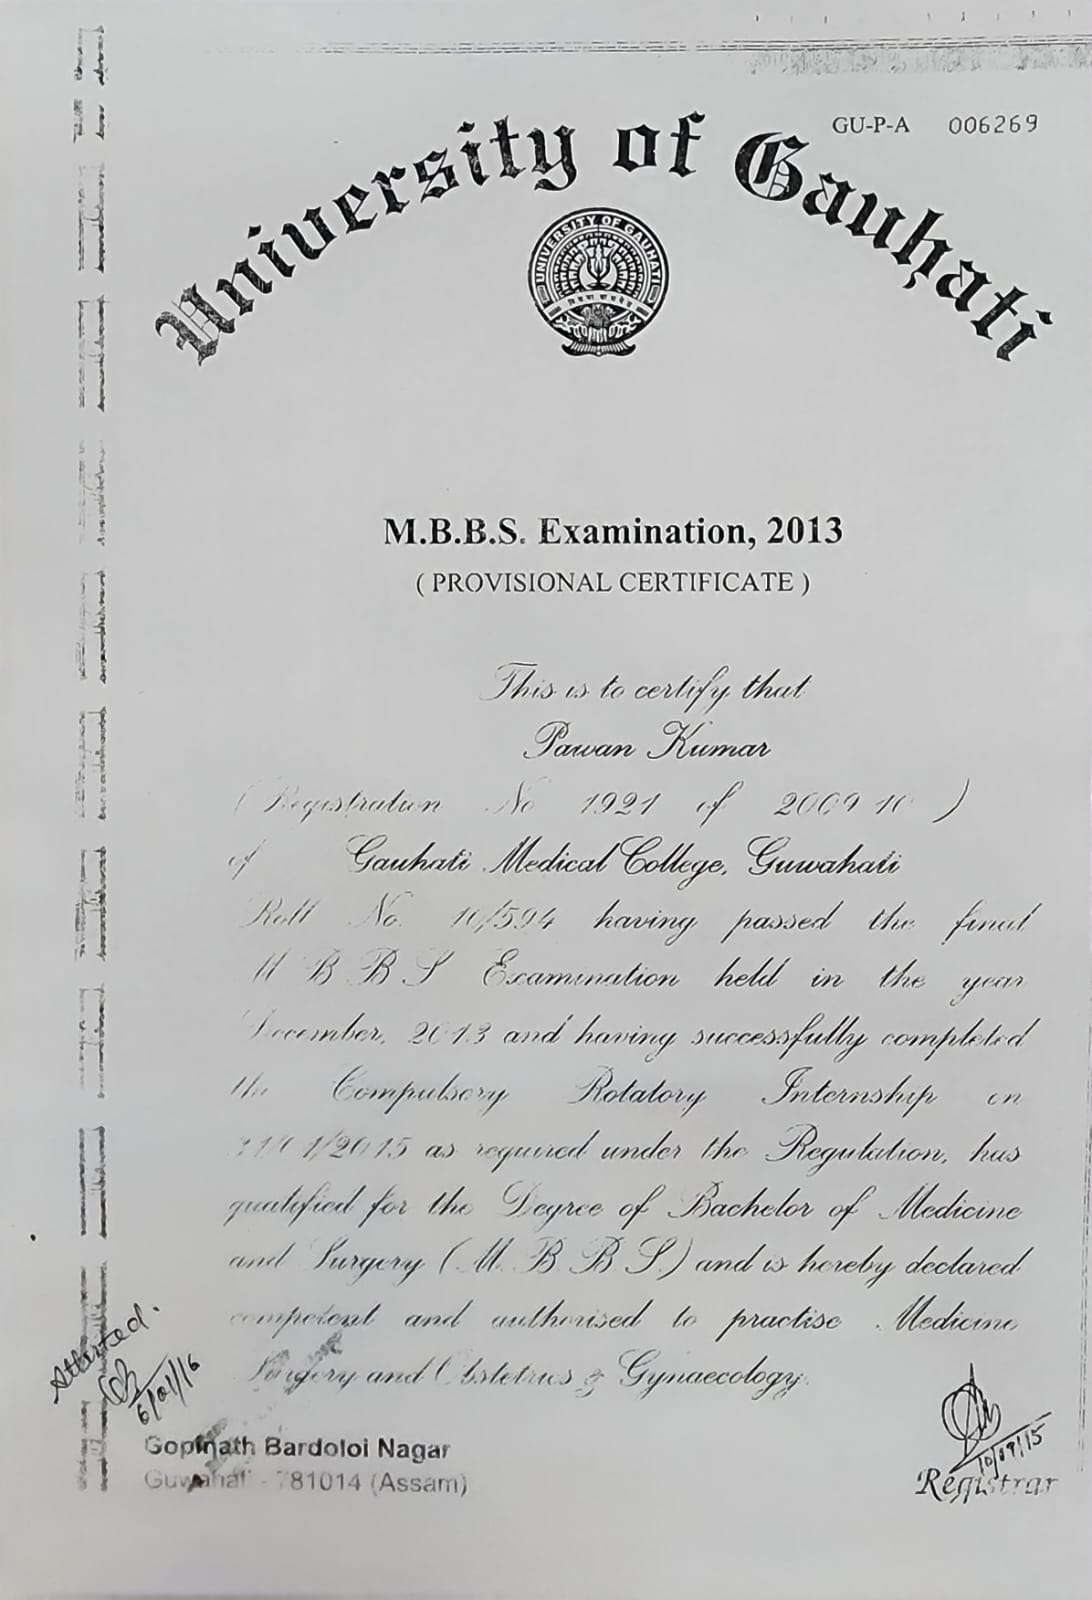 GU-P-A 006269
University of Gauhati
UNIVERSITY OF GAUHATI
M.B.B.S. Examination, 2013
( PROVISIONAL CERTIFICATE )
This is to certify that
Pawan Kumar
( Registration No 1921 of 2009 10 )
of Gauhati Medical College, Guwahati
Roll No. 10/594 having passed the final
M B B S Examination held in the year
December, 2013 and having successfully completed
the Compulsory Rotatory Internship on
31/01/2015 as required under the Regulation, has
qualified for the Degree of Bachelor of Medicine
and Surgery ( M. B. B. S. ) and is hereby declared
competent and authorised to practise Medicine
Surgery and Obstetrics & Gynaecology.
Attested.
6/01/16
Gopinath Bardoloi Nagar
Guwahati - 781014 (Assam)
10/09/15
Registrar